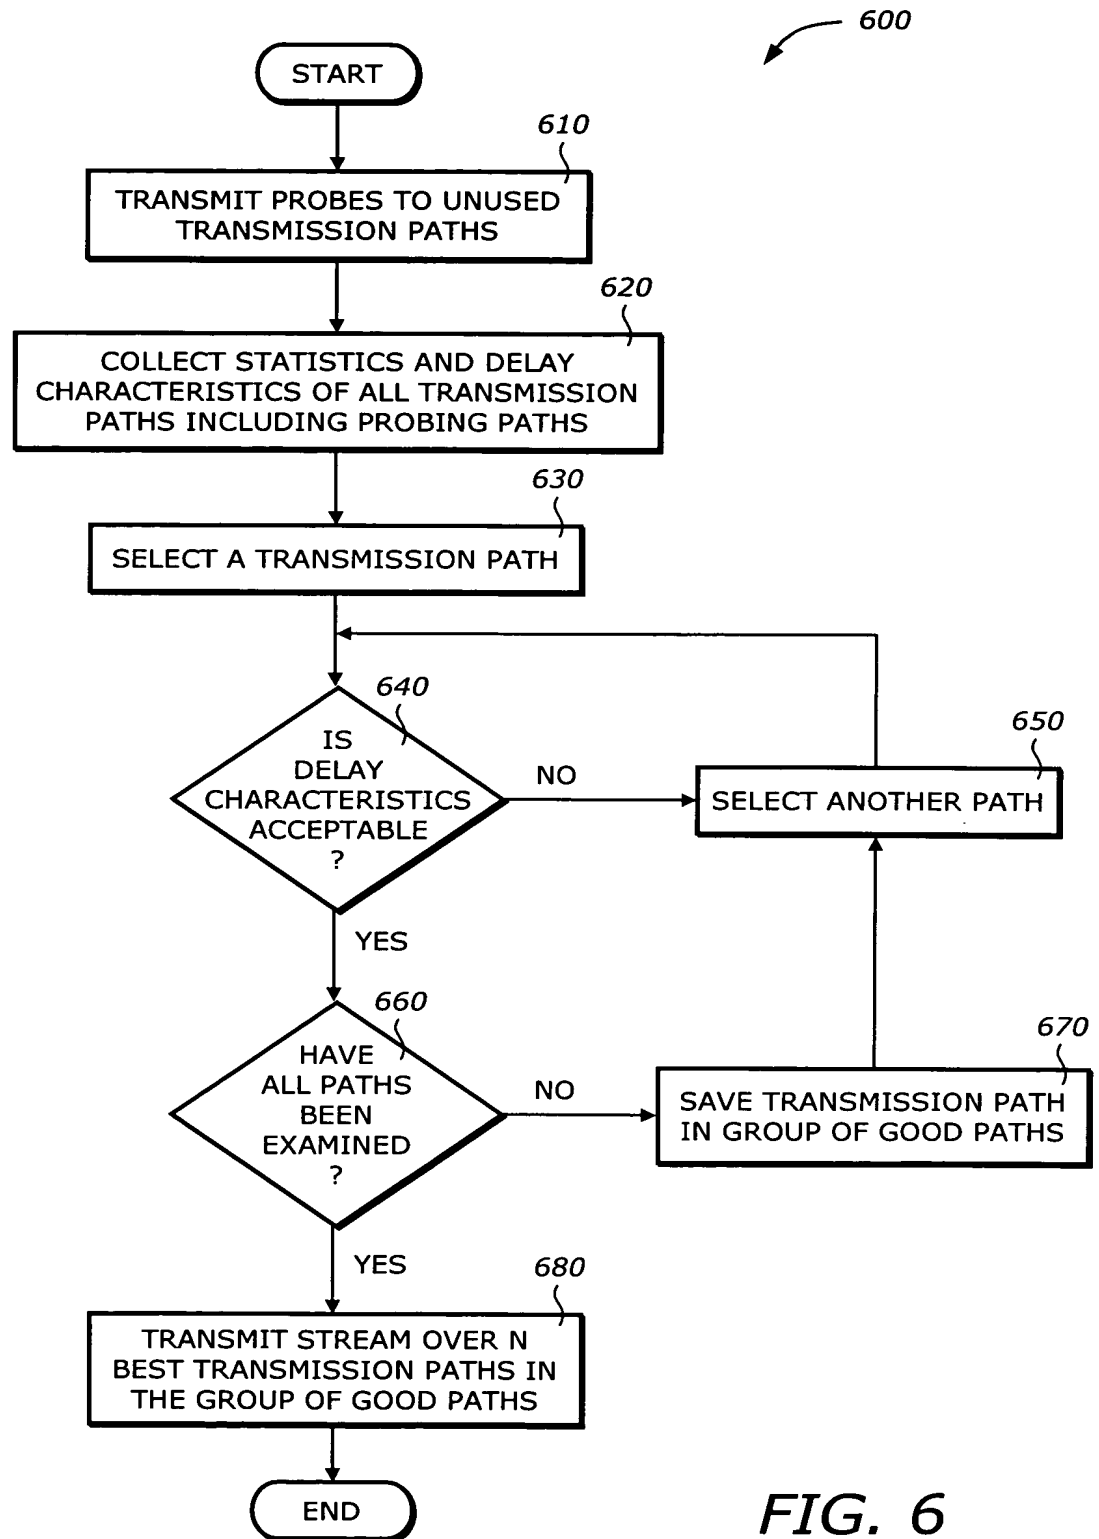 600
START
610
TRANSMIT PROBES TO UNUSED
TRANSMISSION PATHS
620
COLLECT STATISTICS AND DELAY
CHARACTERISTICS OF ALL TRANSMISSION
PATHS INCLUDING PROBING PATHS
630
SELECT A TRANSMISSION PATH
640
IS
DELAY
CHARACTERISTICS
ACCEPTABLE
?
NO
650
SELECT ANOTHER PATH
YES
660
HAVE
ALL PATHS
BEEN
EXAMINED
?
NO
670
SAVE TRANSMISSION PATH
IN GROUP OF GOOD PATHS
YES
680
TRANSMIT STREAM OVER N
BEST TRANSMISSION PATHS IN
THE GROUP OF GOOD PATHS
END
FIG. 6